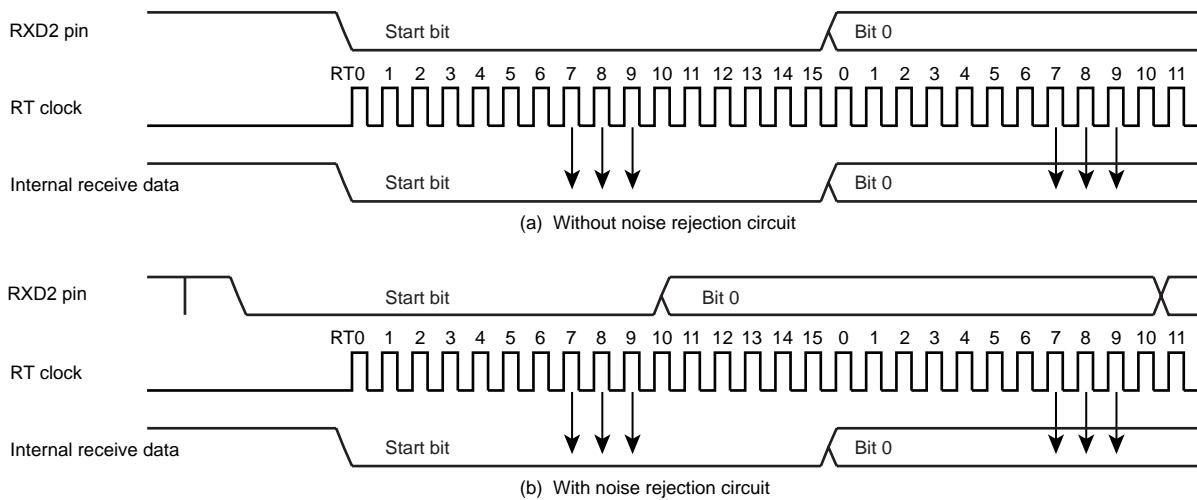 RXD2 pin Start bit Bit 0
RT0 1 2 3 4 5 6 7 8 9 10 11 12 13 14 15 0 1 2 3 4 5 6 7 8 9 10 11
RT clock
Internal receive data Start bit Bit 0
(a) Without noise rejection circuit
RXD2 pin Start bit Bit 0
RT0 1 2 3 4 5 6 7 8 9 10 11 12 13 14 15 0 1 2 3 4 5 6 7 8 9 10 11
RT clock
Internal receive data Start bit Bit 0
(b) With noise rejection circuit